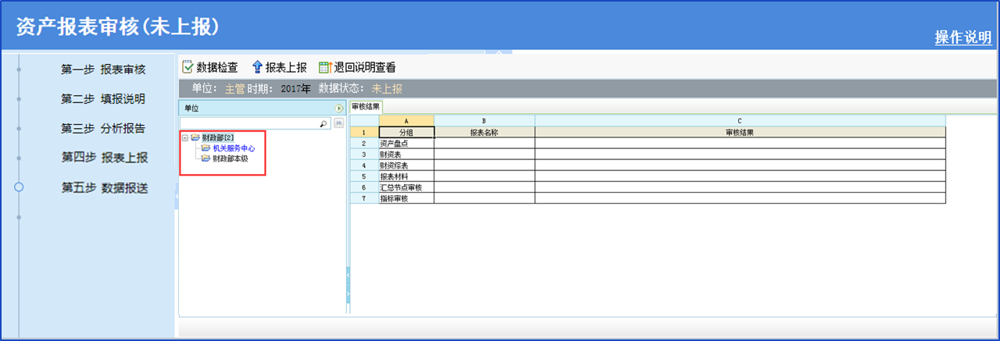 资产报表审核(未上报)
操作说明
第一步 报表审核
第二步 填报说明
第三步 分析报告
第四步 报表上报
第五步 数据报送
数据检查 报表上报 退回说明查看
单位: 主管 时期: 2017年 数据状态: 未上报
单位
财政部[2]
机关服务中心
财政部本级
审核结果
A B C
1 分组 报表名称 审核结果
2 资产盘点
3 财资表
4 财资综表
5 报表材料
6 汇总节点审核
7 指标审核